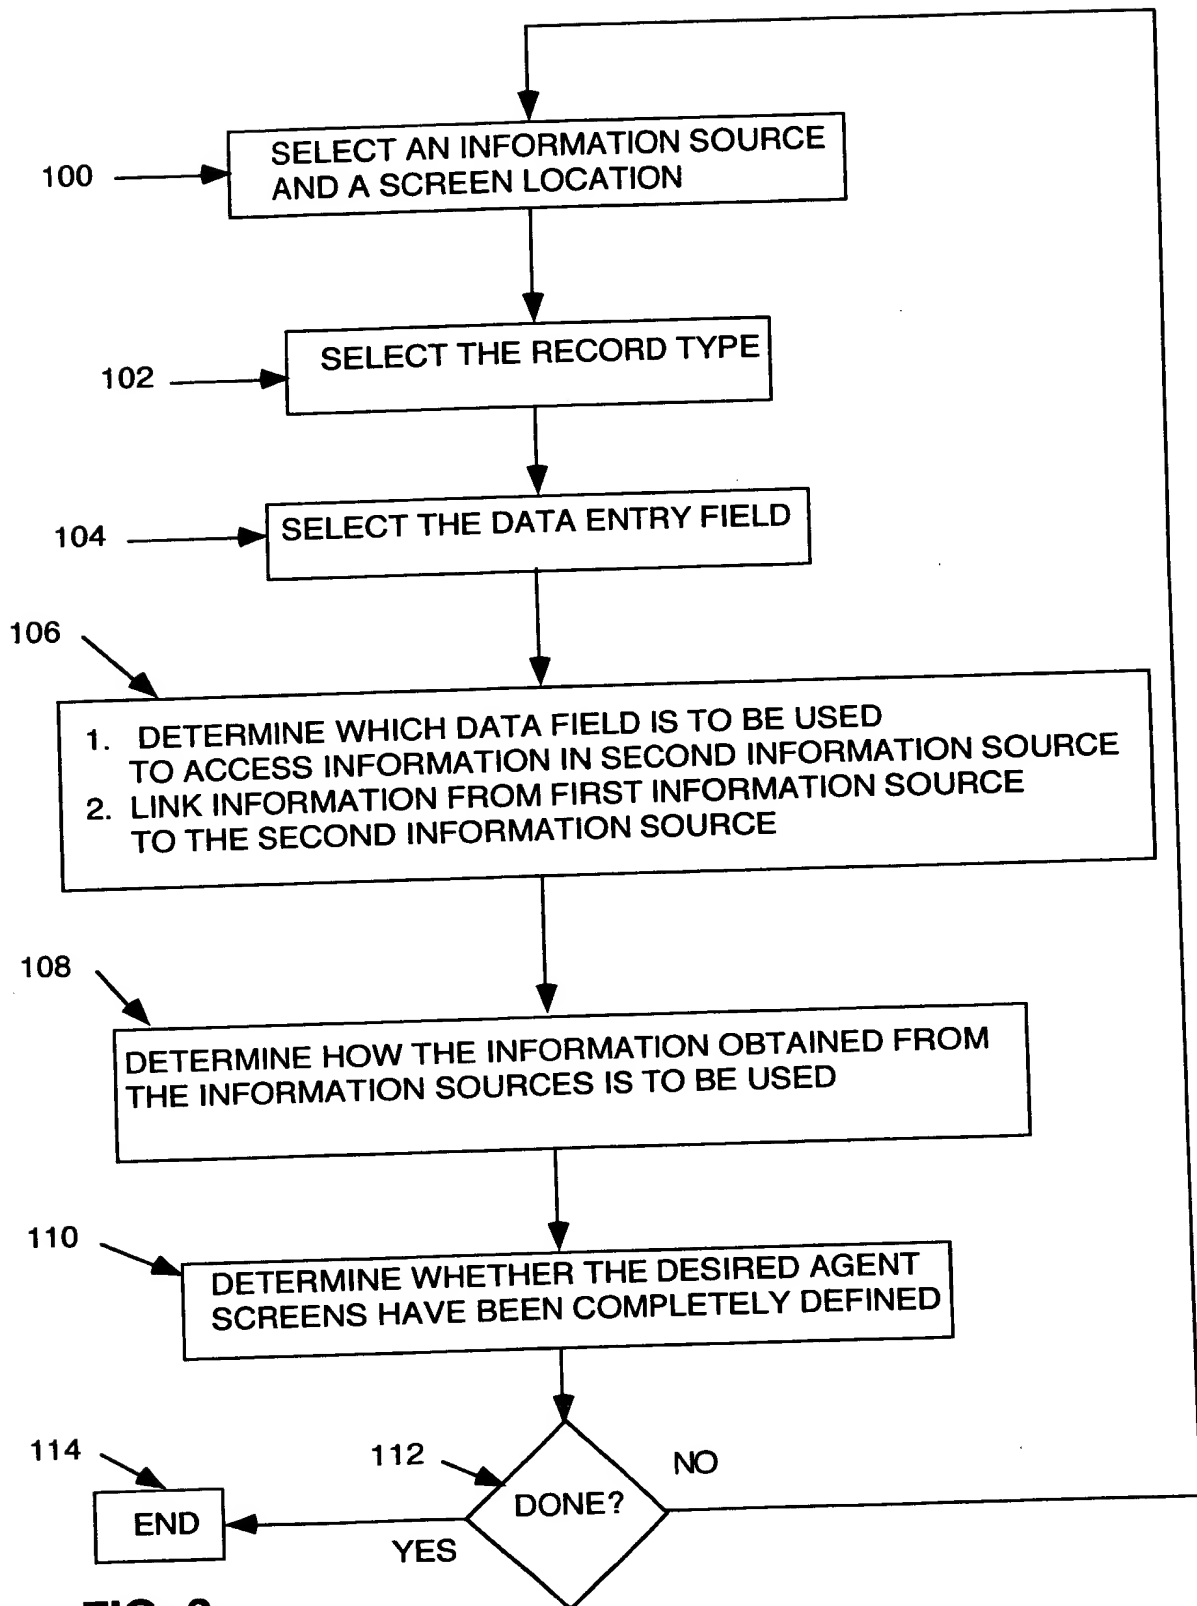 100
SELECT AN INFORMATION SOURCE
AND A SCREEN LOCATION
102
SELECT THE RECORD TYPE
104
SELECT THE DATA ENTRY FIELD
106
1. DETERMINE WHICH DATA FIELD IS TO BE USED
TO ACCESS INFORMATION IN SECOND INFORMATION SOURCE
2. LINK INFORMATION FROM FIRST INFORMATION SOURCE
TO THE SECOND INFORMATION SOURCE
108
DETERMINE HOW THE INFORMATION OBTAINED FROM
THE INFORMATION SOURCES IS TO BE USED
110
DETERMINE WHETHER THE DESIRED AGENT
SCREENS HAVE BEEN COMPLETELY DEFINED
114
112
NO
DONE?
END
YES
FIG.